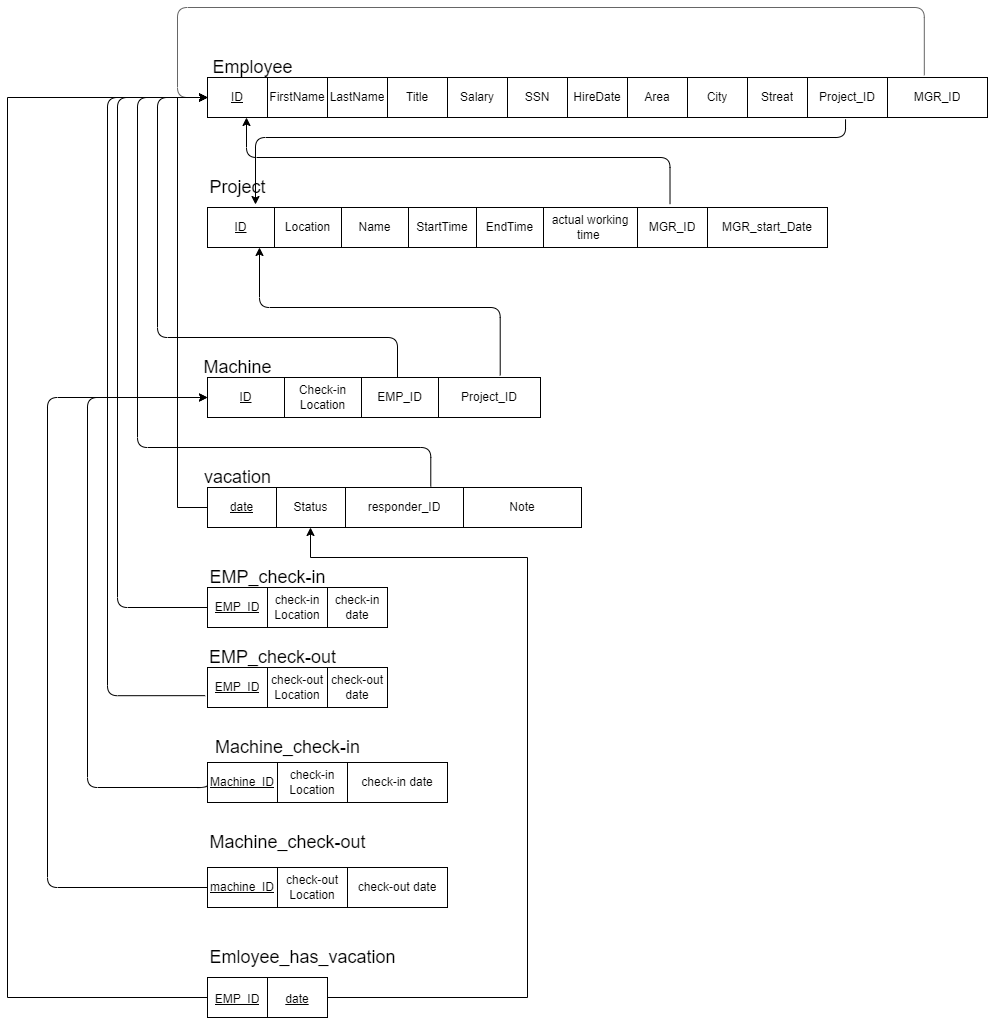 Employee
ID FirstName LastName Title Salary SSN HireDate Area City Streat Project_ID MGR_ID
Project
ID Location Name StartTime EndTime actual working time MGR_ID MGR_start_Date
Machine
ID Check-in Location EMP_ID Project_ID
vacation
date Status responder_ID Note
EMP_check-in
EMP_ID check-in Location check-in date
EMP_check-out
EMP_ID check-out Location check-out date
Machine_check-in
Machine_ID check-in Location check-in date
Machine_check-out
machine_ID check-out Location check-out date
Emloyee_has_vacation
EMP_ID date